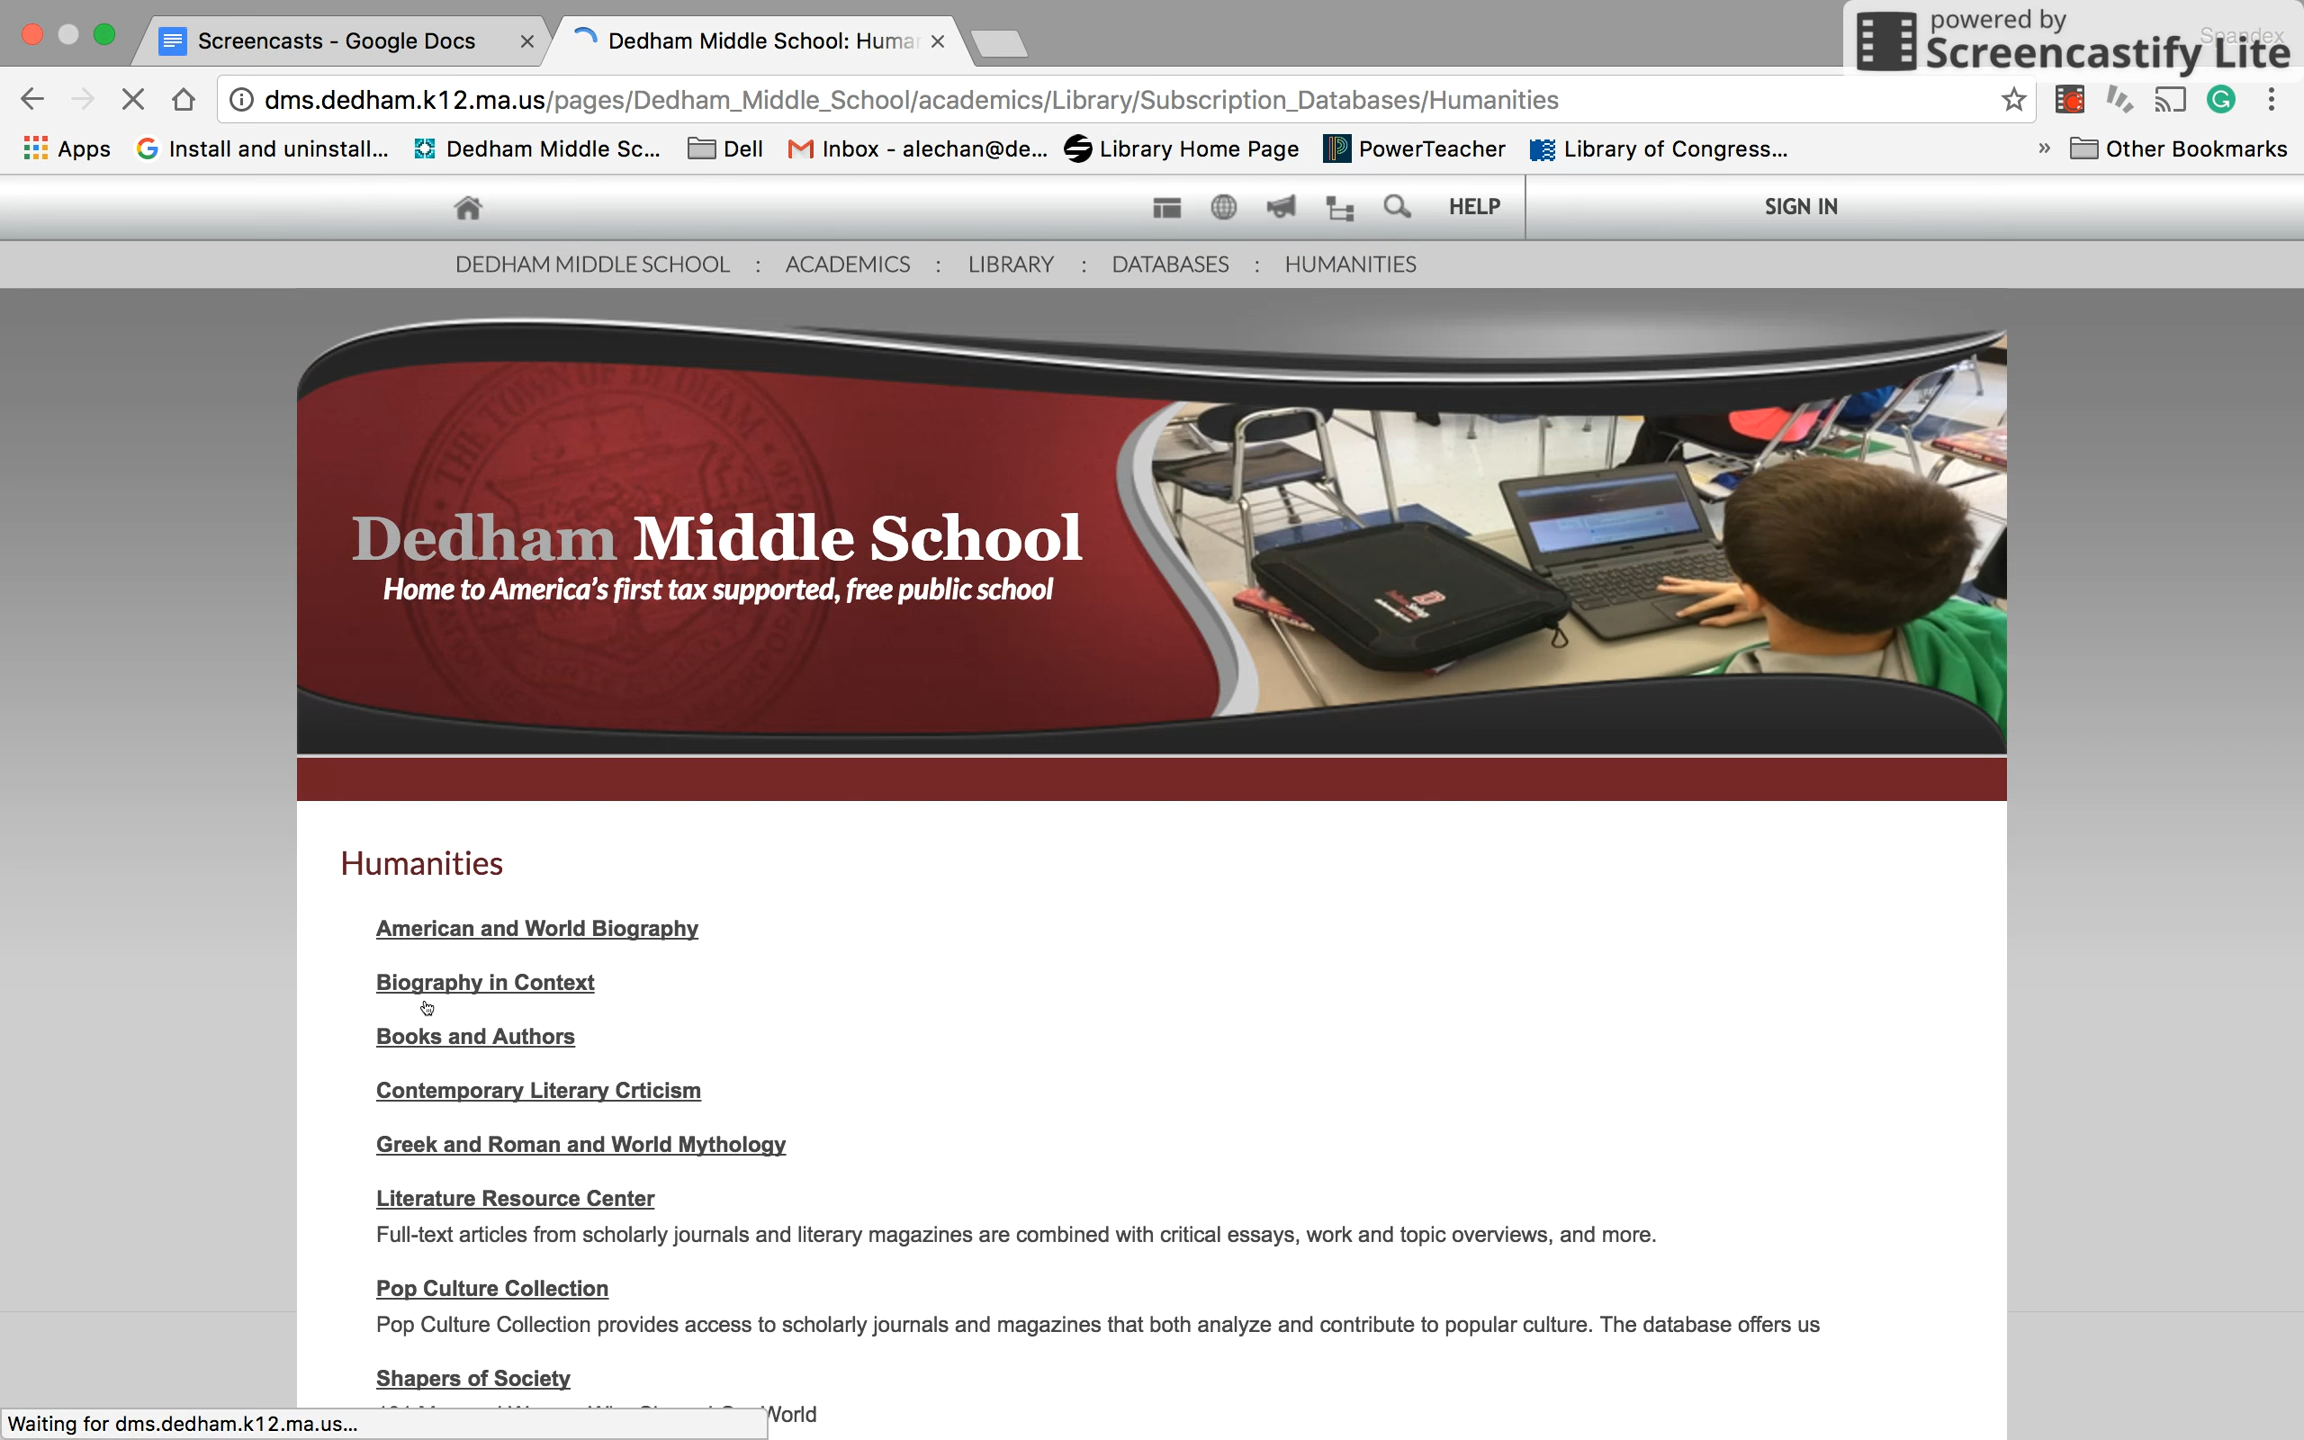 Screencasts - Google Docs
Dedham Middle School: Huma
powered by
Screencastify Lite
Spandex
dms.dedham.k12.ma.us/pages/Dedham_Middle_School/academics/Library/Subscription_Databases/Humanities
Apps
Install and uninstall...
Dedham Middle Sc...
Dell
Inbox - alechan@de...
Library Home Page
PowerTeacher
Library of Congress...
»
Other Bookmarks
HELP
SIGN IN
DEDHAM MIDDLE SCHOOL : ACADEMICS : LIBRARY : DATABASES : HUMANITIES
THE TOWN OF DEDHAM
Dedham Middle School
Home to America's first tax supported, free public school
Humanities
American and World Biography
Biography in Context
Books and Authors
Contemporary Literary Crticism
Greek and Roman and World Mythology
Literature Resource Center
Full-text articles from scholarly journals and literary magazines are combined with critical essays, work and topic overviews, and more.
Pop Culture Collection
Pop Culture Collection provides access to scholarly journals and magazines that both analyze and contribute to popular culture. The database offers us
Shapers of Society
World
Waiting for dms.dedham.k12.ma.us...